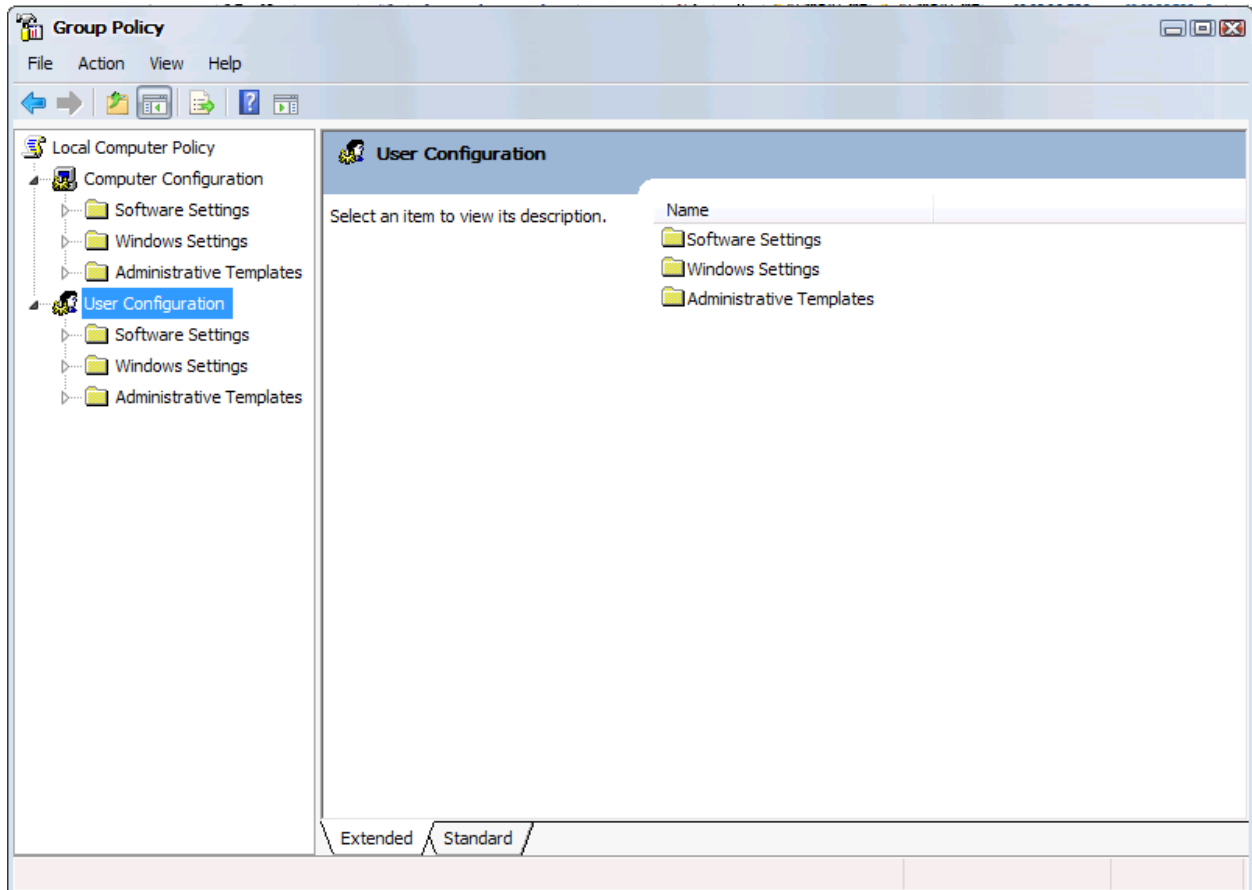 Group Policy
File Action View Help
Local Computer Policy
Computer Configuration
Software Settings
Windows Settings
Administrative Templates
User Configuration
Software Settings
Windows Settings
Administrative Templates
User Configuration
Select an item to view its description.
Name
Software Settings
Windows Settings
Administrative Templates
Extended Standard